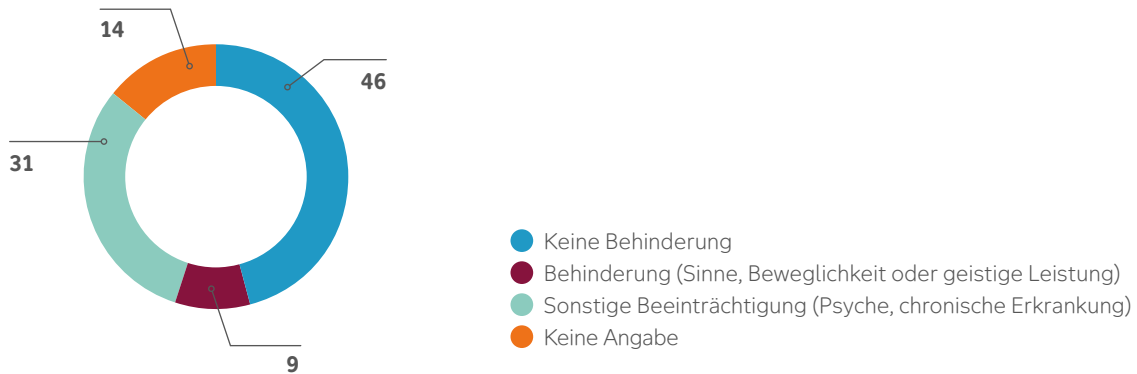 14
46
31
9
Keine Behinderung
Behinderung (Sinne, Beweglichkeit oder geistige Leistung)
Sonstige Beeinträchtigung (Psyche, chronische Erkrankung)
Keine Angabe